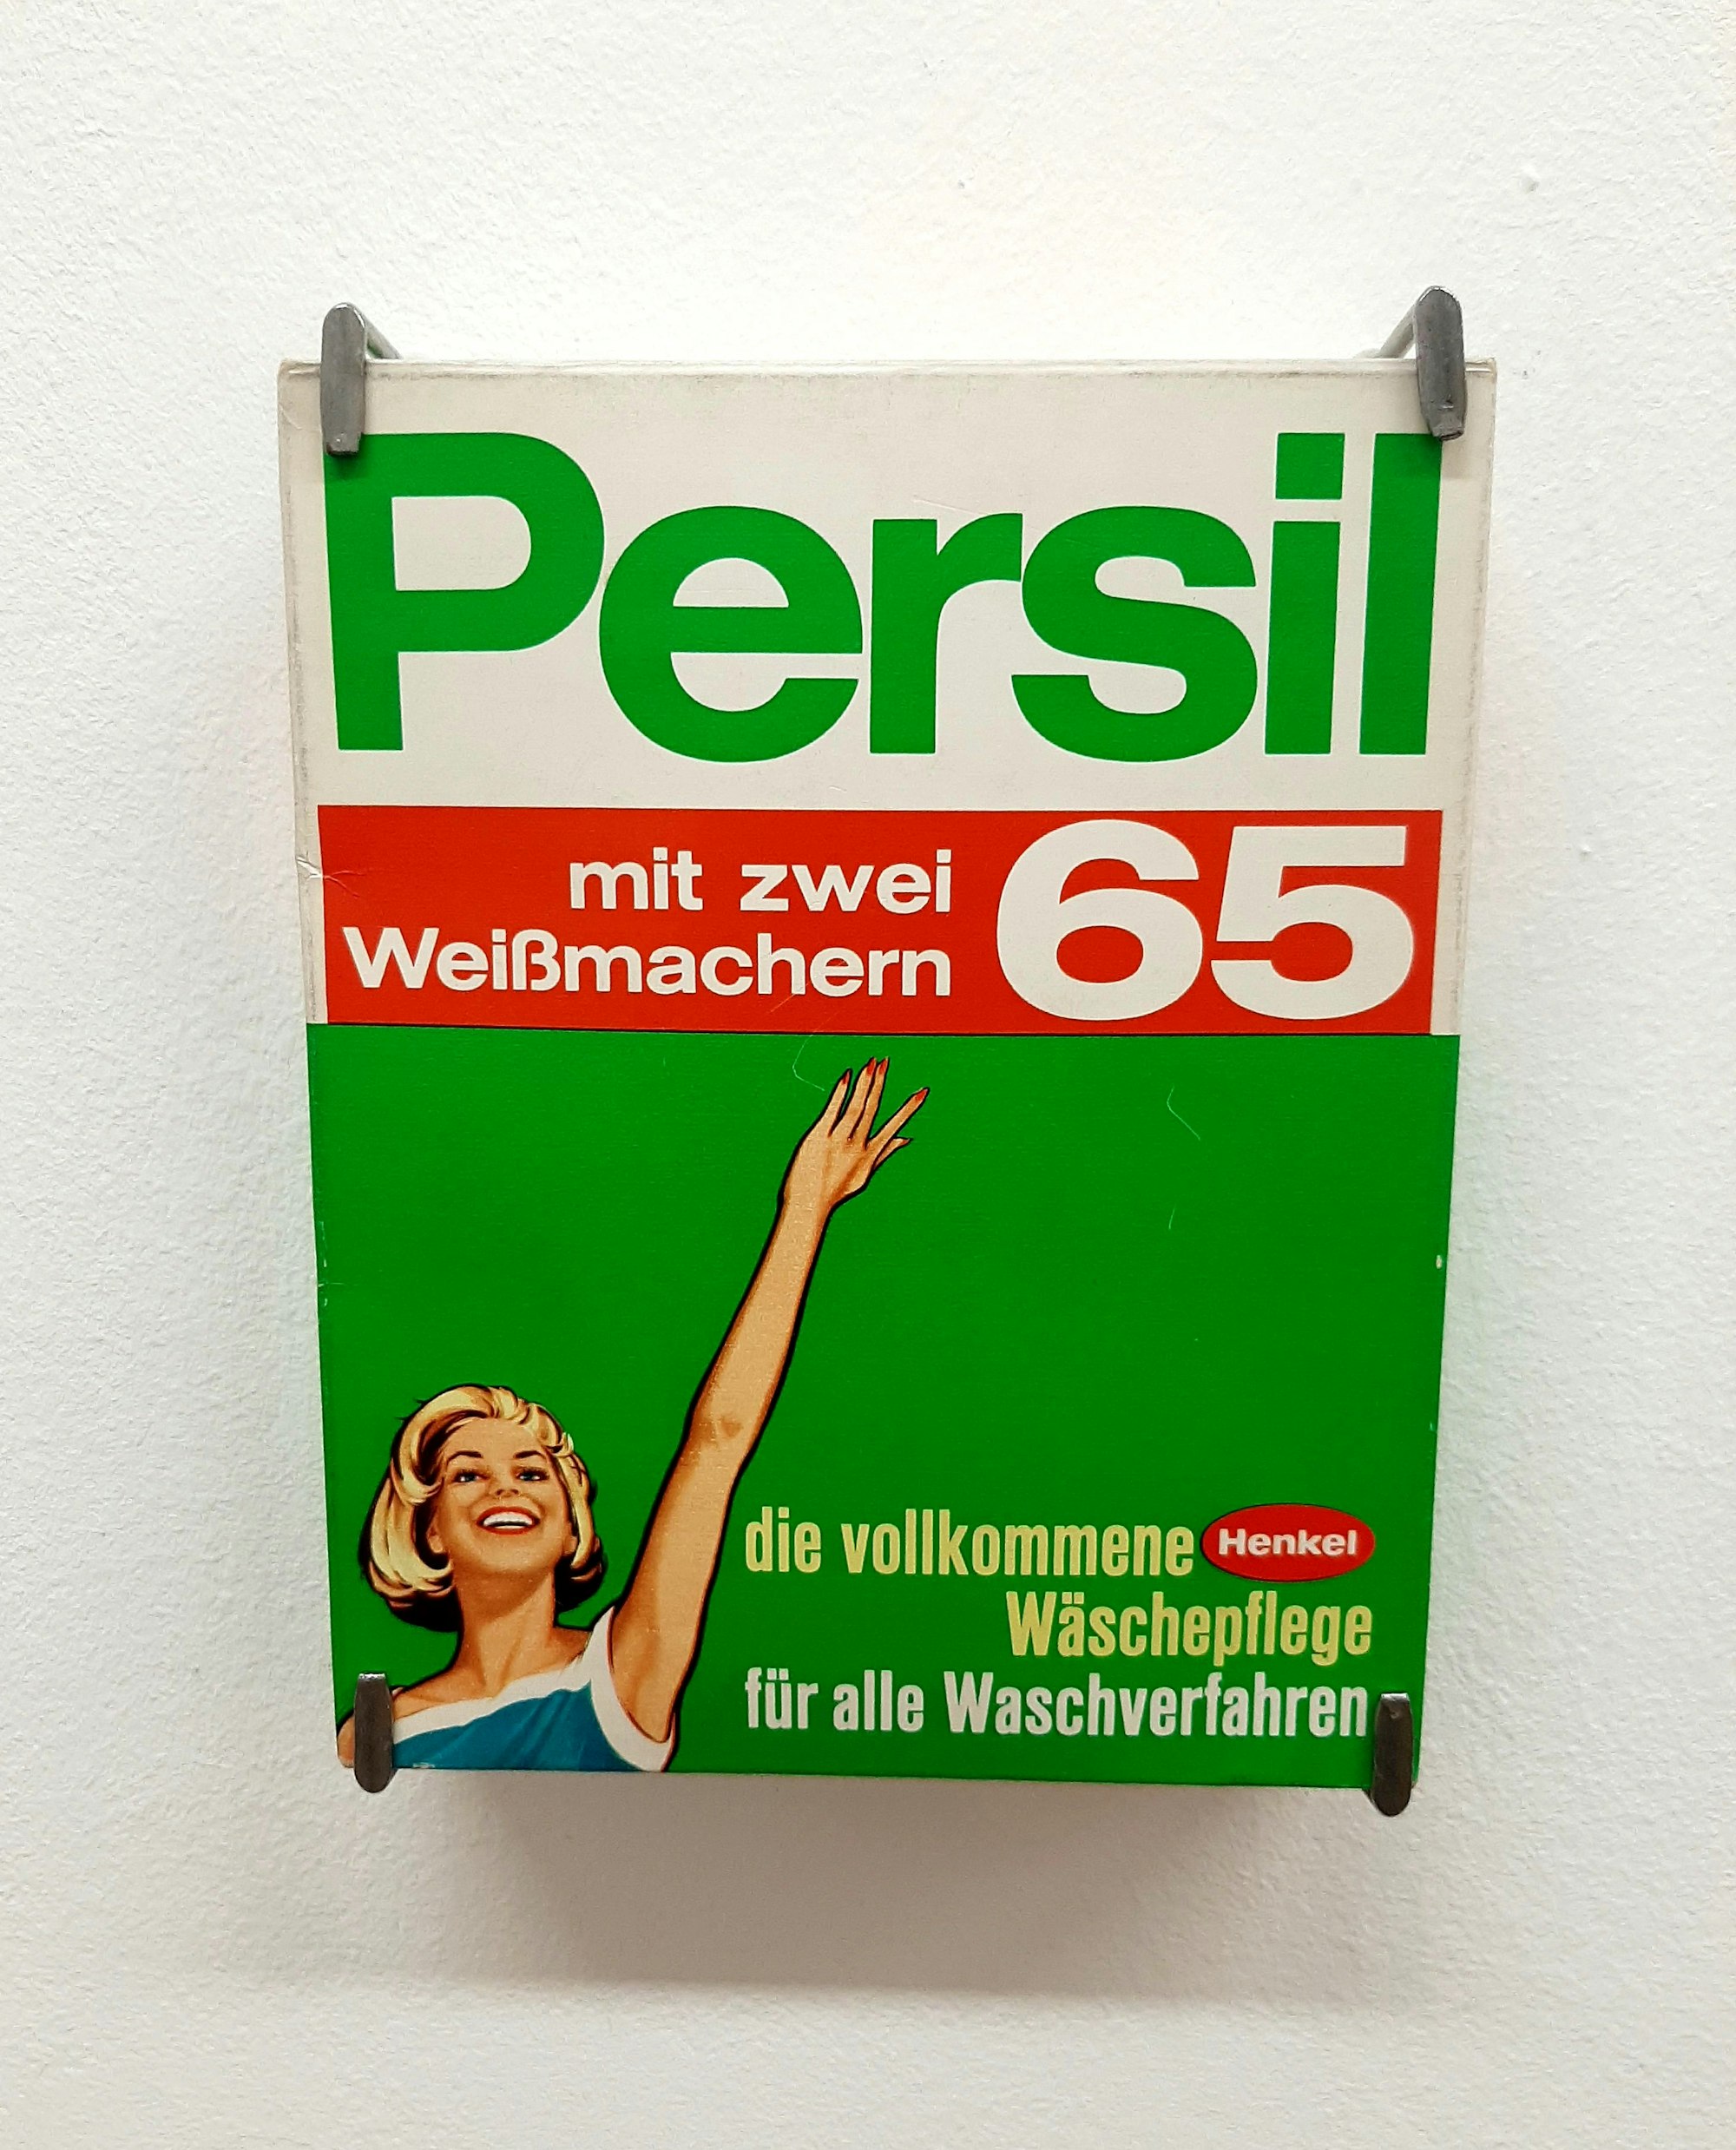 Persil
mit zwei
Weißmachern 65
die vollkommene Henkel
Wäschepflege
für alle Waschverfahren